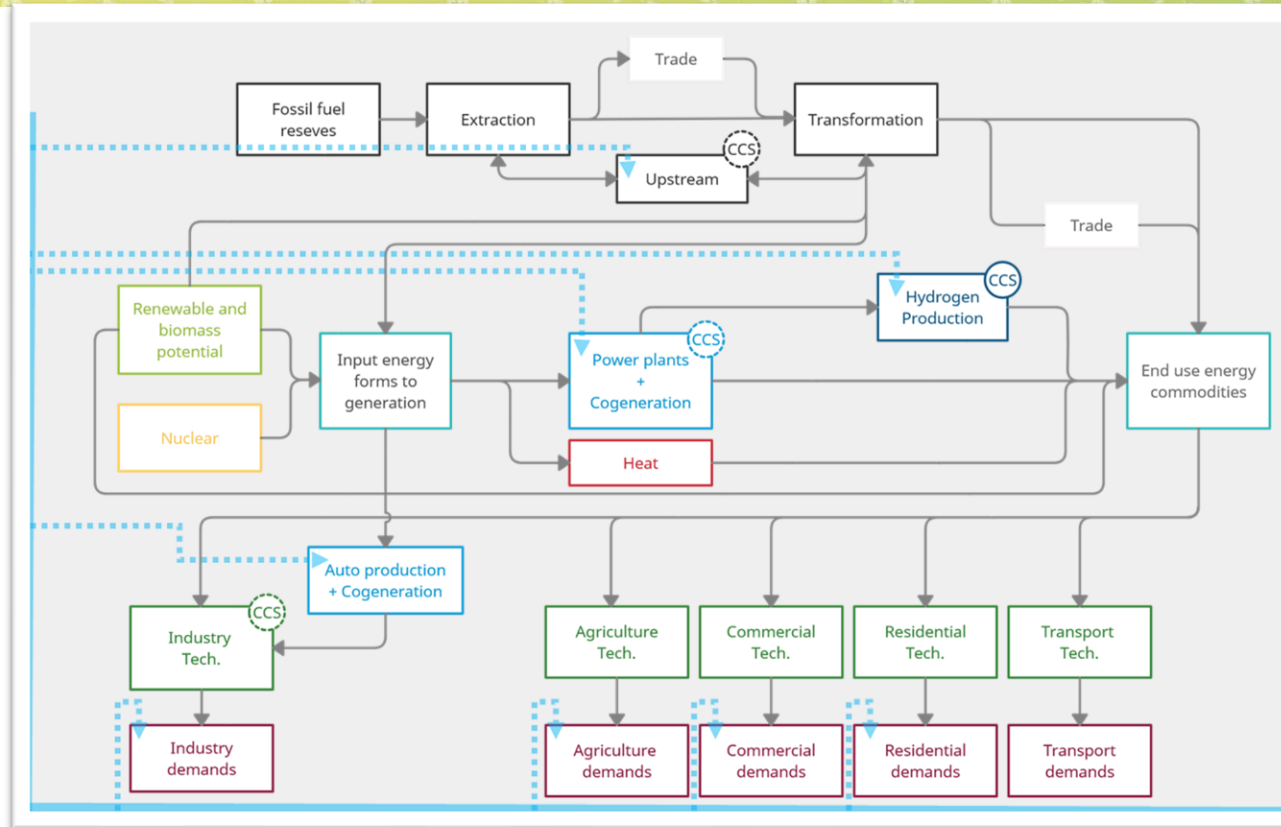 Trade
Fossil fuel
reseves
Extraction
Transformation
CCS
Upstream
Trade
Renewable and
biomass
potential
CCS
Hydrogen
Production
Input energy
forms to
generation
CCS
Power plants
+
Cogeneration
End use energy
commodities
Nuclear
Heat
Auto production
+ Cogeneration
CCS
Industry
Tech.
Agriculture
Tech.
Commercial
Tech.
Residential
Tech.
Transport
Tech.
Industry
demands
Agriculture
demands
Commercial
demands
Residential
demands
Transport
demands